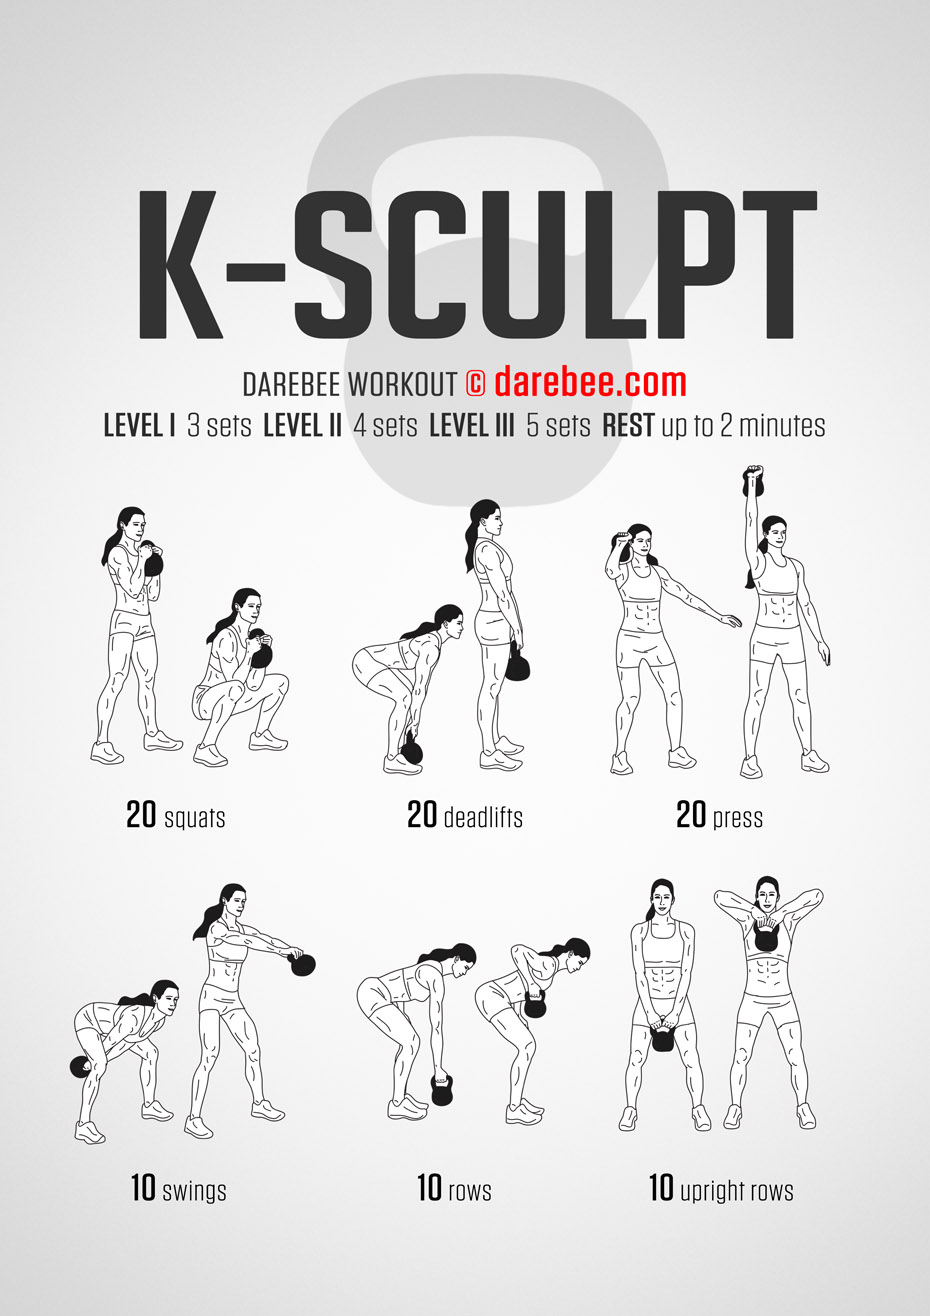 K-SCULPT
DAREBEE WORKOUT © darebee.com
LEVEL I 3 sets LEVEL II 4 sets LEVEL III 5 sets REST up to 2 minutes
20 squats
20 deadlifts
20 press
10 swings
10 rows
10 upright rows